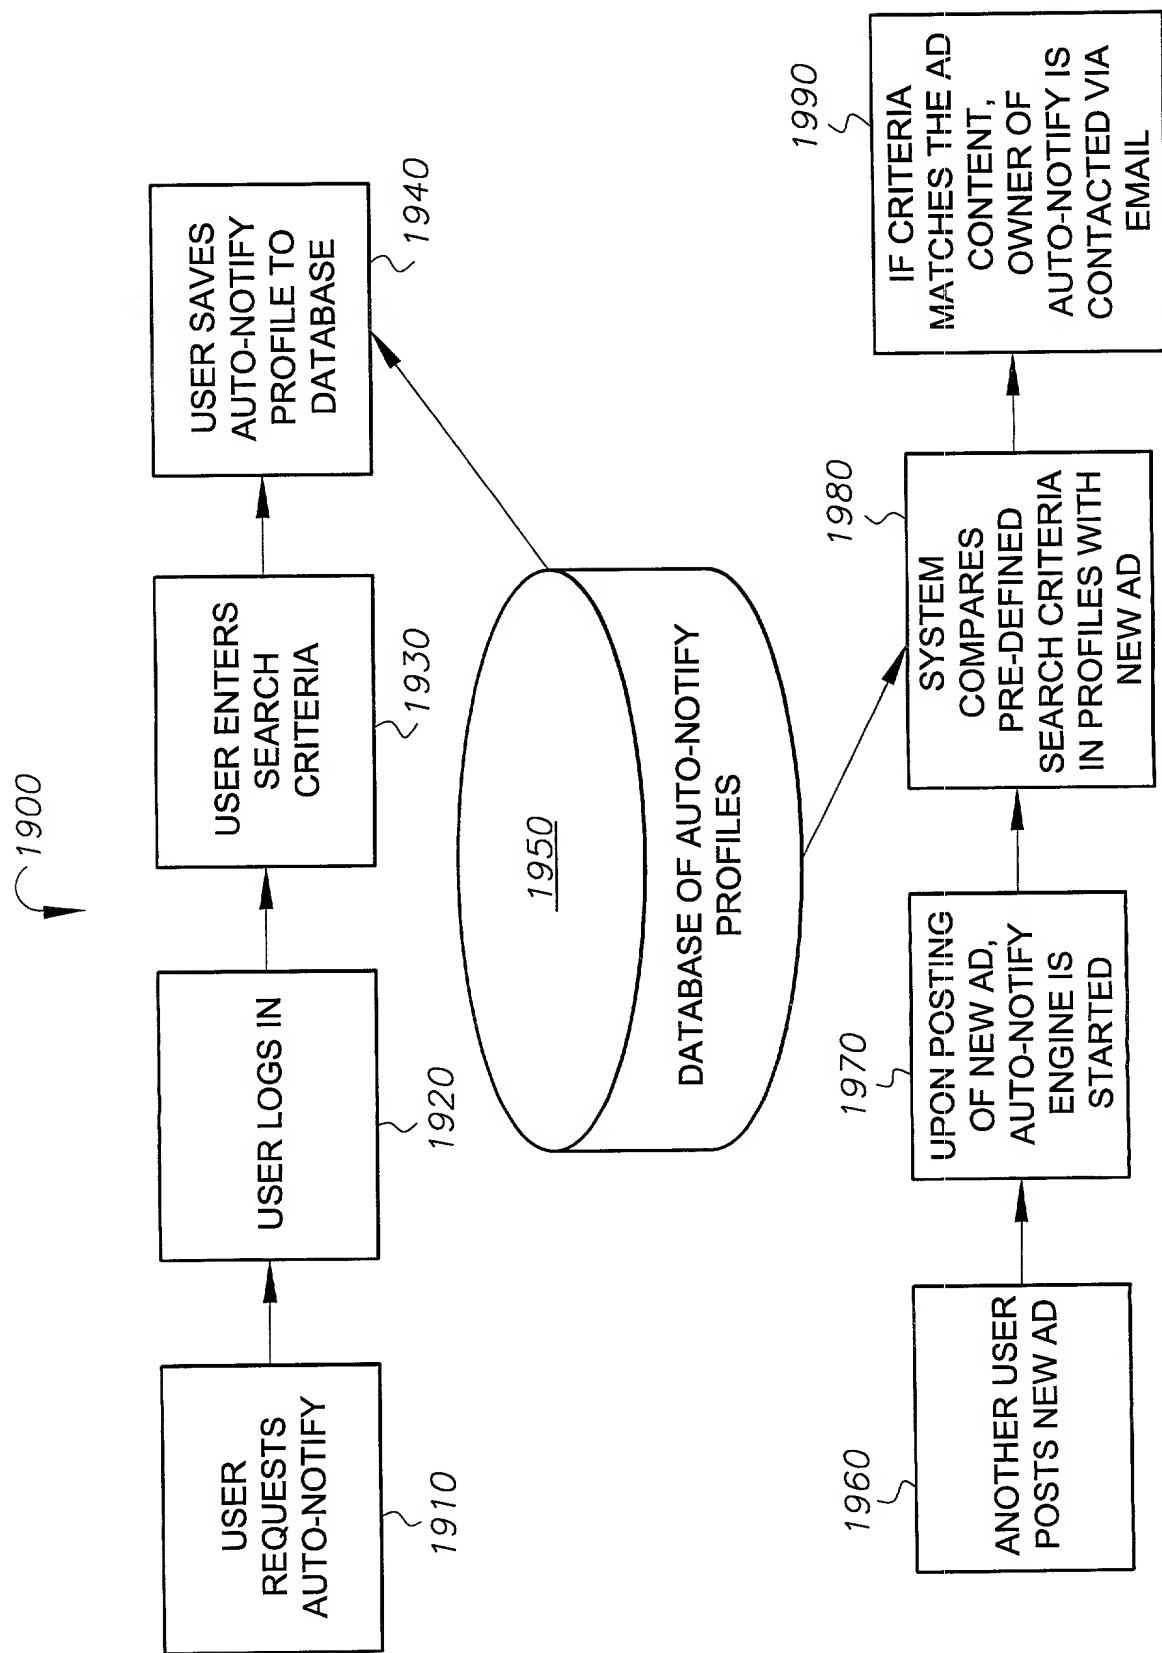 1900
USER
REQUESTS
AUTO-NOTIFY
1910
USER LOGS IN
1920
USER ENTERS
SEARCH
CRITERIA
1930
USER SAVES
AUTO-NOTIFY
PROFILE TO
DATABASE
1940
1950
DATABASE OF AUTO-NOTIFY
PROFILES
1960
ANOTHER USER
POSTS NEW AD
1970
UPON POSTING
OF NEW AD,
AUTO-NOTIFY
ENGINE IS
STARTED
1980
SYSTEM
COMPARES
PRE-DEFINED
SEARCH CRITERIA
IN PROFILES WITH
NEW AD
1990
IF CRITERIA
MATCHES THE AD
CONTENT,
OWNER OF
AUTO-NOTIFY IS
CONTACTED VIA
EMAIL